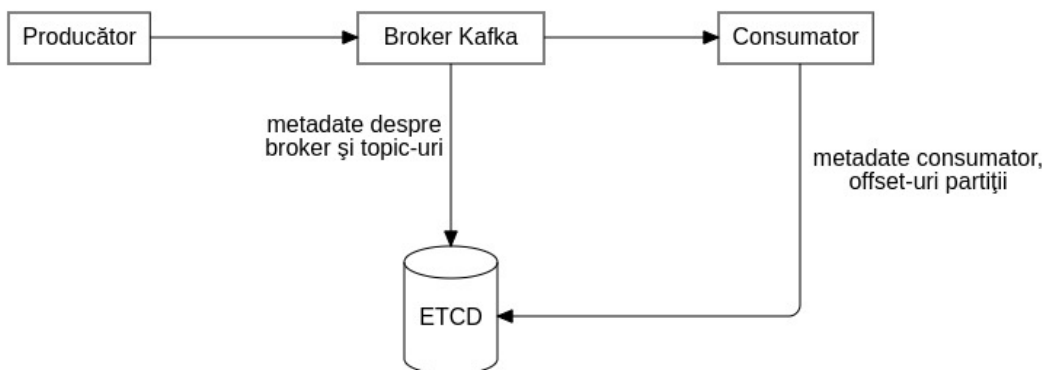 Producător
Broker Kafka
Consumator
metadate despre
broker şi topic-uri
metadate consumator,
offset-uri partiţii
ETCD